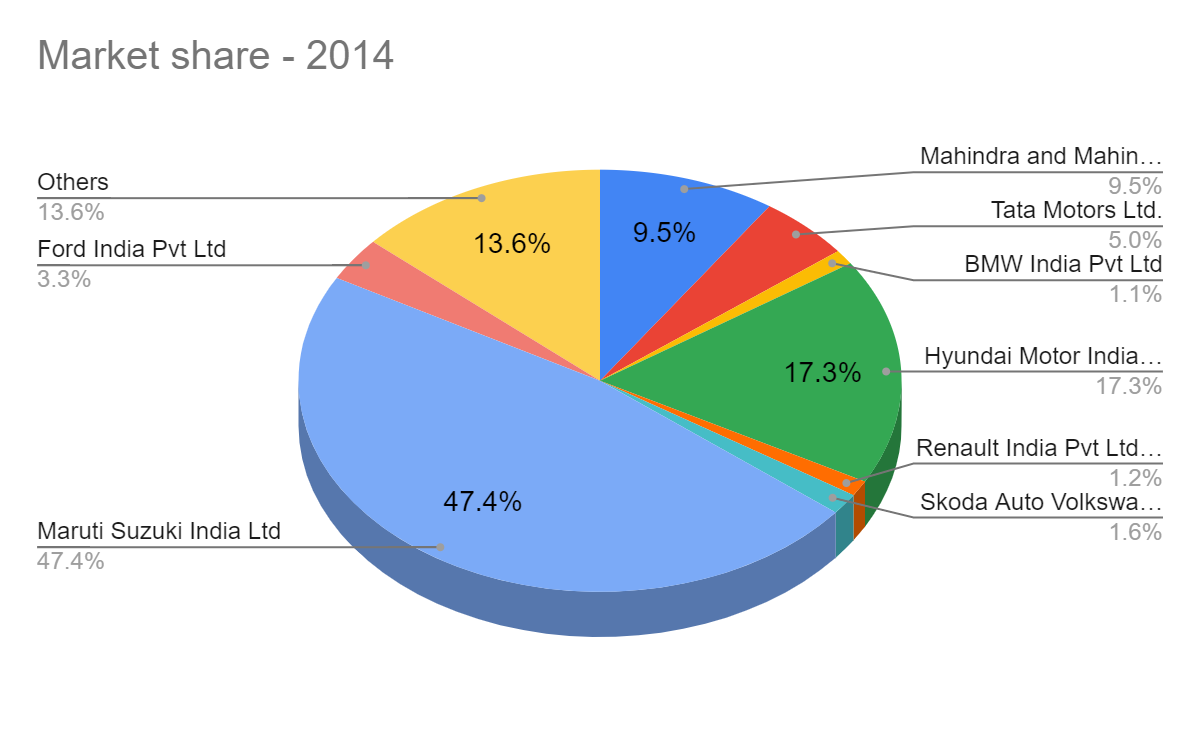 Market share - 2014
Others
13.6%
Ford India Pvt Ltd
3.3%
Maruti Suzuki India Ltd
47.4%
13.6%
9.5%
17.3%
47.4%
Mahindra and Mahin…
9.5%
Tata Motors Ltd.
5.0%
BMW India Pvt Ltd
1.1%
Hyundai Motor India…
17.3%
Renault India Pvt Ltd…
1.2%
Skoda Auto Volkswa…
1.6%